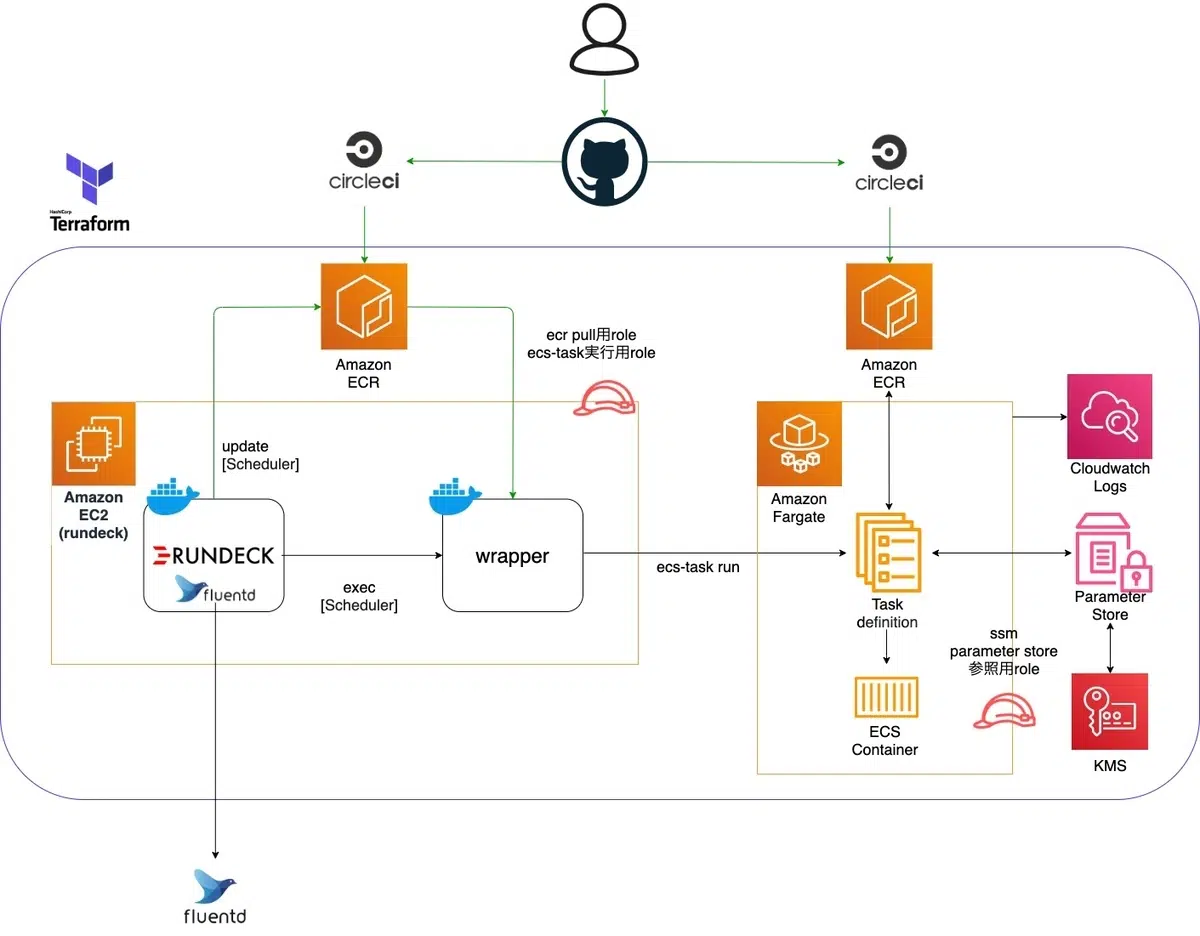 circleci
circleci
HashiCorp
Terraform
Amazon
ECR
ecr pull用role
ecs-task実行用role
Amazon
ECR
update
[Scheduler]
Amazon
EC2
(rundeck)
Amazon
Fargate
Cloudwatch
Logs
RUNDECK
fluentd
exec
[Scheduler]
wrapper
ecs-task run
Task
definition
Parameter
Store
ssm
parameter store
参照用role
ECS
Container
KMS
fluentd